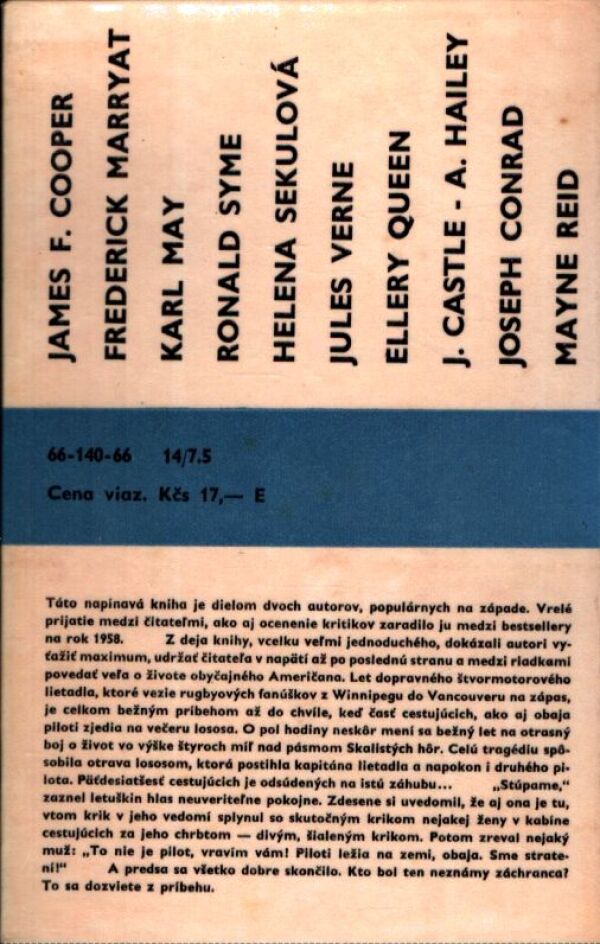 JAMES F. COOPER
FREDERICK MARRYAT
KARL MAY
RONALD SYME
HELENA SEKULOVÁ
JULES VERNE
ELLERY QUEEN
J. CASTLE - A. HAILEY
JOSEPH CONRAD
MAYNE REID
66-140-66 14/7.5
Cena viaz. Kčs 17,— E
Táto napínavá kniha je dielom dvoch autorov, populárnych na západe. Vrelé
prijatie medzi čitateľmi, ako aj ocenenie kritikov zaradilo ju medzi bestsellery
na rok 1958. Z deja knihy, vcelku veľmi jednoduchého, dokázali autori vy-
ťažiť maximum, udržať čitateľa v napätí až po poslednú stranu a medzi riadkami
povedať veľa o živote obyčajného Američana. Let dopravného štvormotorového
lietadla, ktoré vezie rugbyových fanúškov z Winnipegu do Vancouveru na zápas,
je celkom bežným príbehom až do chvíle, keď časť cestujúcich, ako aj obaja
piloti zjedia na večeru lososa. O pol hodiny neskôr mení sa bežný let na otrasný
boj o život vo výške štyroch míľ nad pásmom Skalistých hôr. Celú tragédiu spô-
sobila otrava lososom, ktorá postihla kapitána lietadla a napokon i druhého pi-
lota. Päťdesiatšesť cestujúcich je odsúdených na istú záhubu... „Stúpame,“
zaznel letuškin hlas neuveriteľne pokojne. Zdesene si uvedomil, že aj ona je tu,
vtom krik v jeho vedomí splynul so skutočným krikom nejakej ženy v kabíne
cestujúcich za jeho chrbtom — divým, šialeným krikom. Potom zreval nejaký
muž: „To nie je pilot, vravím vám! Piloti ležia na zemi, obaja. Sme strate-
ní!“ A predsa sa všetko dobre skončilo. Kto bol ten neznámy záchranca?
To sa dozviete z príbehu.